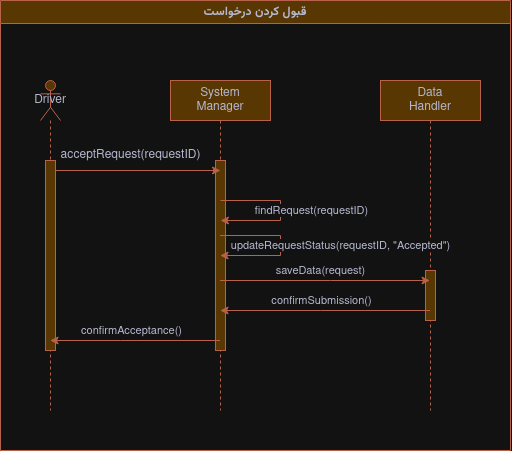 قبول کردن درخواست
Driver
System
Manager
Data
Handler
acceptRequest(requestID)
findRequest(requestID)
updateRequestStatus(requestID, "Accepted")
saveData(request)
confirmSubmission()
confirmAcceptance()